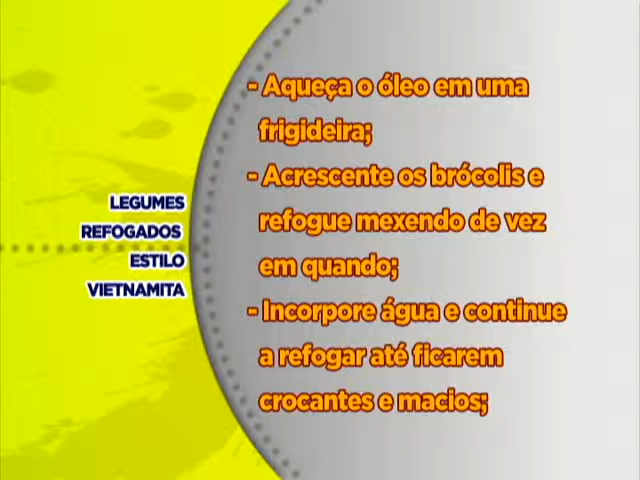 LEGUMES
REFOGADOS
ESTILO
VIETNAMITA
- Aqueça o óleo em uma
frigideira;
- Acrescente os brócolis e
refogue mexendo de vez
em quando;
- Incorpore água e continue
a refogar até ficarem
crocantes e macios;